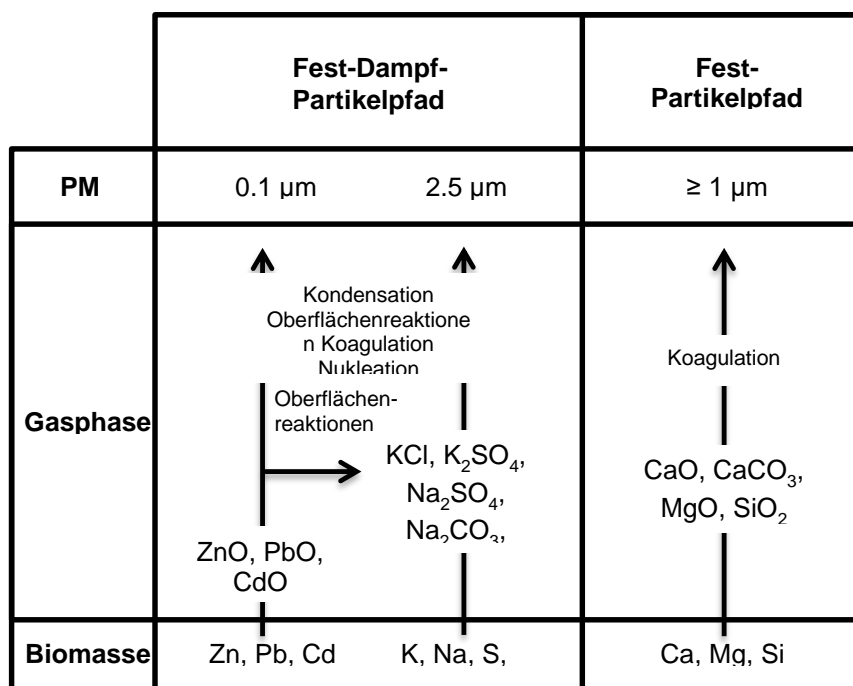 Fest-Dampf-
Partikelpfad
Fest-
Partikelpfad
PM
0.1 µm
2.5 µm
≥ 1 µm
Gasphase
Kondensation
Oberflächenreaktione
n Koagulation
Nukleation
Oberflächen-
reaktionen
ZnO, PbO,
CdO
KCl, K₂SO₄,
Na₂SO₄,
Na₂CO₃,
Koagulation
CaO, CaCO₃,
MgO, SiO₂
Biomasse
Zn, Pb, Cd
K, Na, S,
Ca, Mg, Si